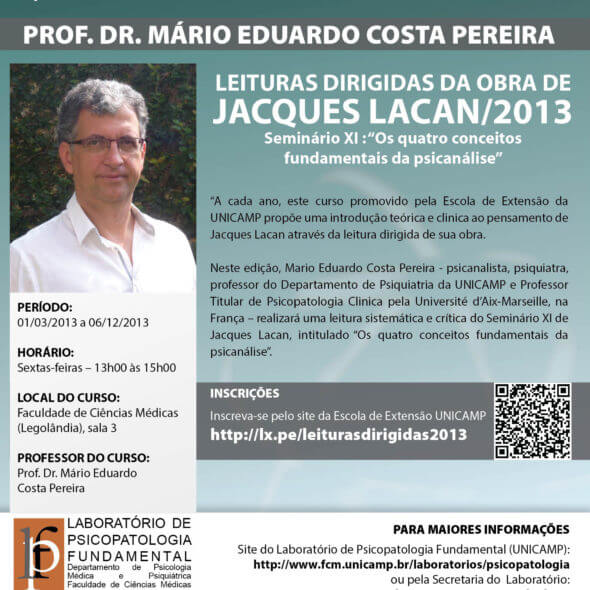 PROF. DR. MÁRIO EDUARDO COSTA PEREIRA
LEITURAS DIRIGIDAS DA OBRA DE
JACQUES LACAN/2013
Seminário XI :“Os quatro conceitos
fundamentais da psicanálise”
“A cada ano, este curso promovido pela Escola de Extensão da
UNICAMP propõe uma introdução teórica e clinica ao pensamento de
Jacques Lacan através da leitura dirigida de sua obra.
Neste edição, Mario Eduardo Costa Pereira - psicanalista, psiquiatra,
professor do Departamento de Psiquiatria da UNICAMP e Professor
Titular de Psicopatologia Clinica pela Université d’Aix-Marseille, na
França – realizará uma leitura sistemática e crítica do Seminário XI de
Jacques Lacan, intitulado “Os quatro conceitos fundamentais da
psicanálise”.
PERÍODO:
01/03/2013 a 06/12/2013
HORÁRIO:
Sextas-feiras – 13h00 às 15h00
LOCAL DO CURSO:
Faculdade de Ciências Médicas
(Legolândia), sala 3
PROFESSOR DO CURSO:
Prof. Dr. Mário Eduardo
Costa Pereira
INSCRIÇÕES
Inscreva-se pelo site da Escola de Extensão UNICAMP
http://lx.pe/leiturasdirigidas2013
LABORATÓRIO DE
PSICOPATOLOGIA
FUNDAMENTAL
Departamento de Psicologia
Médica e Psiquiátrica
Faculdade de Ciências Médicas
PARA MAIORES INFORMAÇÕES
Site do Laboratório de Psicopatologia Fundamental (UNICAMP):
http://www.fcm.unicamp.br/laboratorios/psicopatologia
ou pela Secretaria do Laboratório: